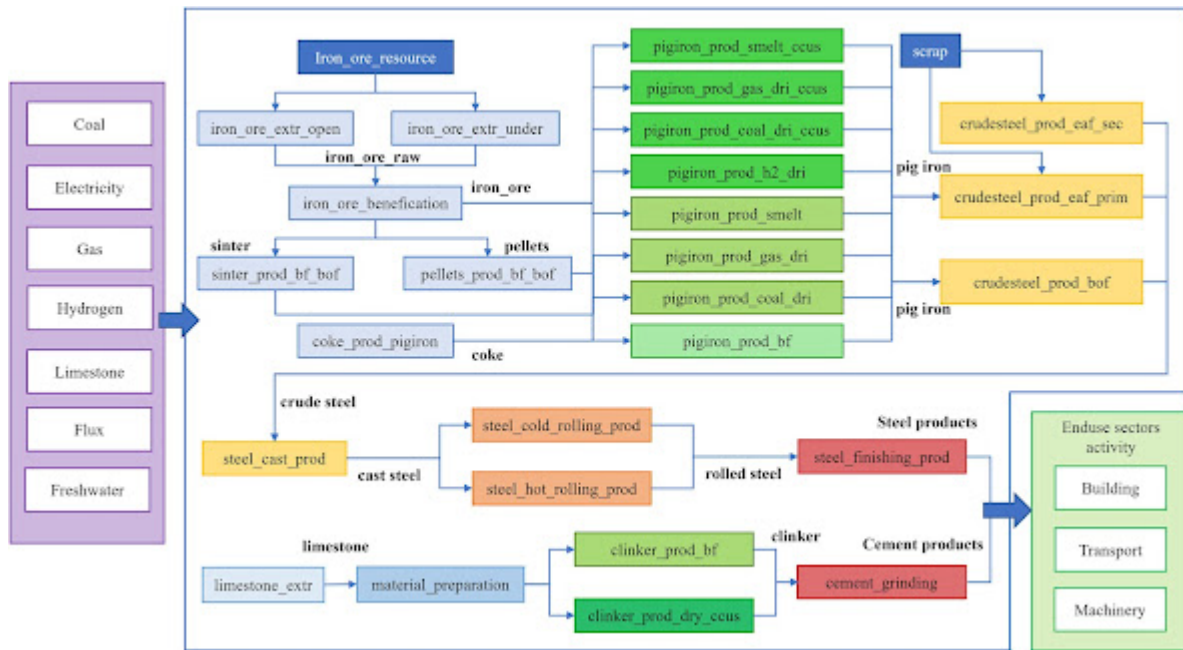 Coal
Electricity
Gas
Hydrogen
Limestone
Flux
Freshwater
Iron_ore_resource
iron_ore_extr_open
iron_ore_extr_under
iron_ore_raw
iron_ore_benefication
iron_ore
sinter
pellets
sinter_prod_bf_bof
pellets_prod_bf_bof
coke_prod_pigiron
coke
pigiron_prod_smelt_ccus
pigiron_prod_gas_dri_ccus
pigiron_prod_coal_dri_ccus
pigiron_prod_h2_dri
pigiron_prod_smelt
pigiron_prod_gas_dri
pigiron_prod_coal_dri
pigiron_prod_bf
scrap
crudesteel_prod_eaf_sec
pig iron
crudesteel_prod_eaf_prim
crudesteel_prod_bof
pig iron
crude steel
steel_cast_prod
cast steel
steel_cold_rolling_prod
steel_hot_rolling_prod
rolled steel
Steel products
steel_finishing_prod
limestone
limestone_extr
material_preparation
clinker_prod_bf
clinker_prod_dry_ccus
clinker
Cement products
cement_grinding
Enduse sectors
activity
Building
Transport
Machinery